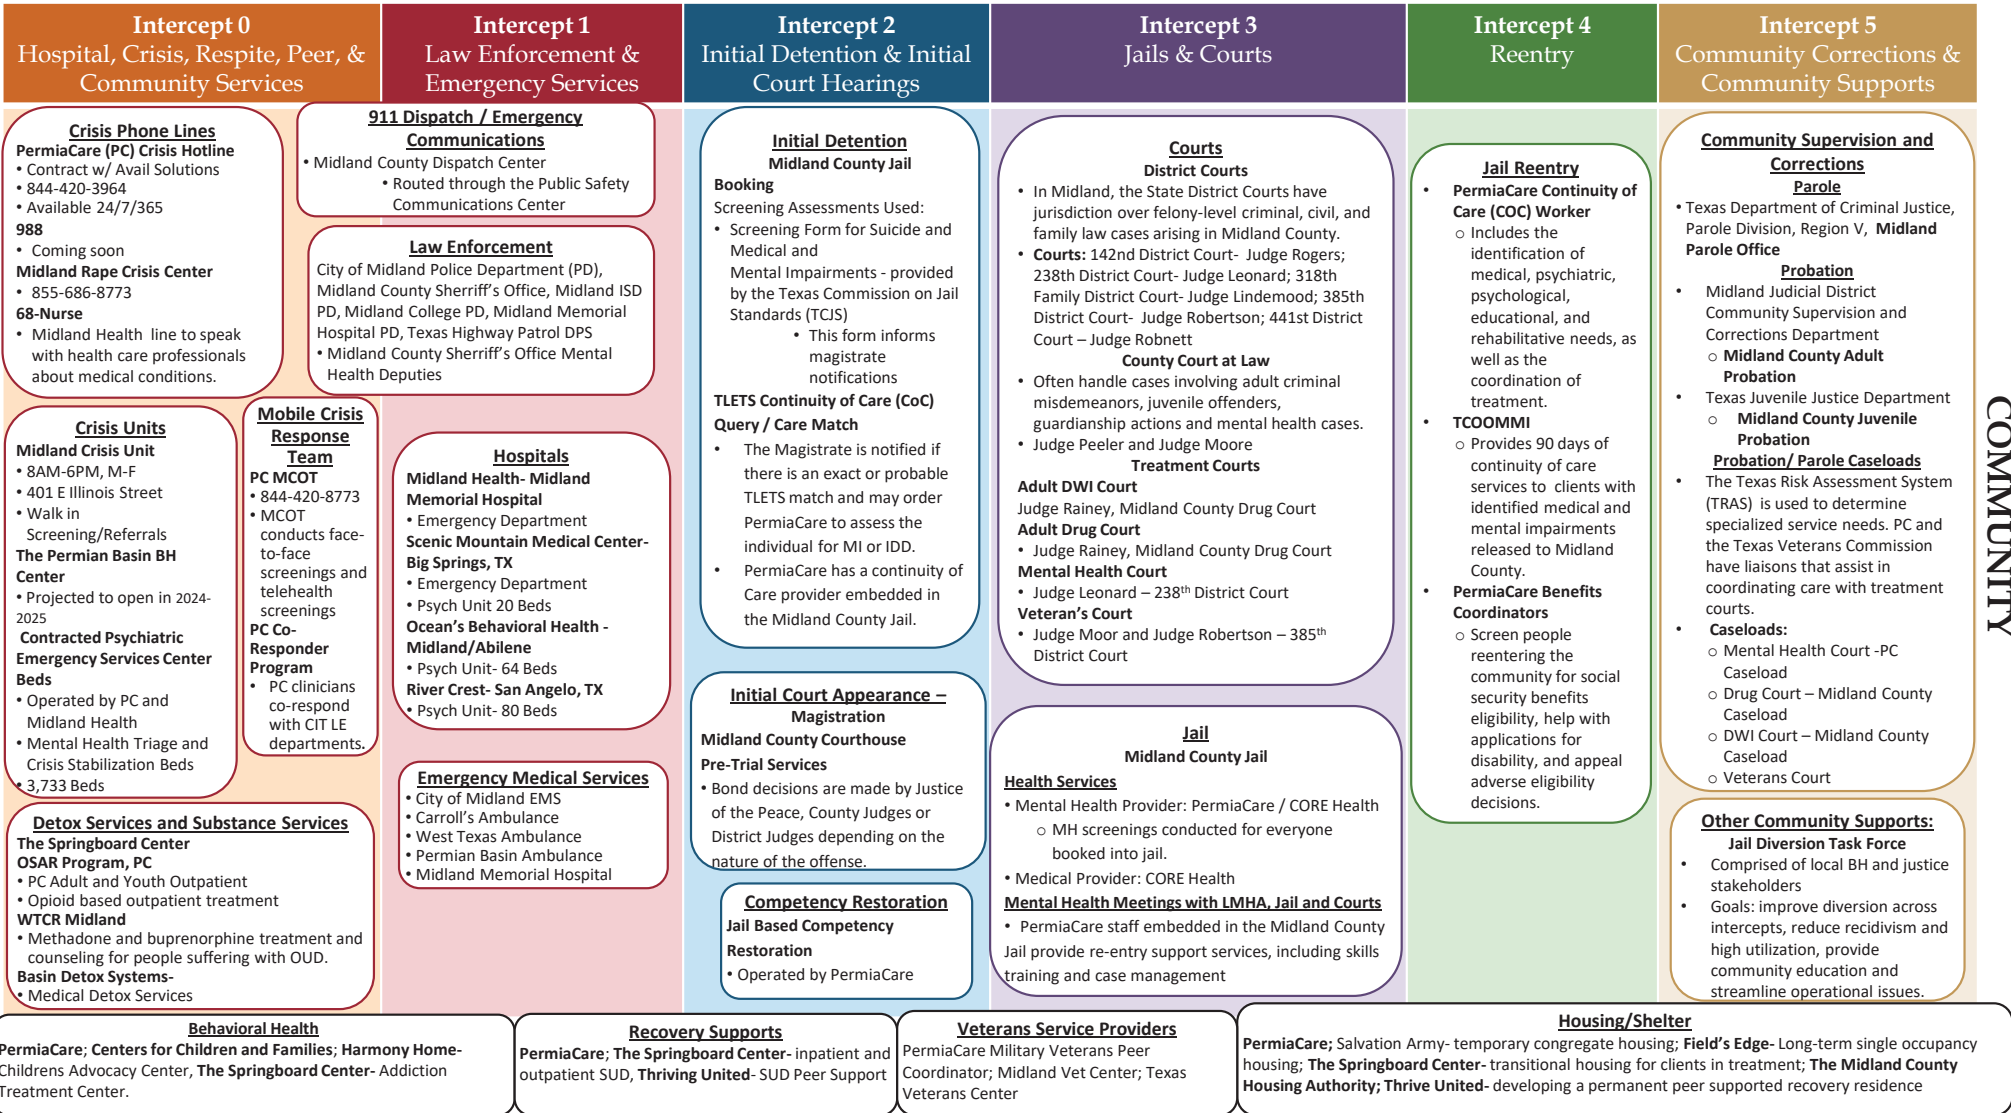 Intercept 0
Hospital, Crisis, Respite, Peer, &
Community Services
Intercept 1
Law Enforcement &
Emergency Services
Intercept 2
Initial Detention & Initial
Court Hearings
Intercept 3
Jails & Courts
Intercept 4
Reentry
Intercept 5
Community Corrections &
Community Supports
Crisis Phone Lines
PermiaCare (PC) Crisis Hotline
• Contract w/ Avail Solutions
• 844-420-3964
• Available 24/7/365
988
• Coming soon
Midland Rape Crisis Center
• 855-686-8773
68-Nurse
• Midland Health line to speak
with health care professionals
about medical conditions.
Crisis Units
Midland Crisis Unit
• 8AM-6PM, M-F
• 401 E Illinois Street
• Walk in
Screening/Referrals
The Permian Basin BH
Center
• Projected to open in 2024-
2025
Contracted Psychiatric
Emergency Services Center
Beds
• Operated by PC and
Midland Health
• Mental Health Triage and
Crisis Stabilization Beds
• 3,733 Beds
Mobile Crisis
Response
Team
PC MCOT
• 844-420-8773
• MCOT
conducts face-
to-face
screenings and
telehealth
screenings
PC Co-
Responder
Program
• PC clinicians
co-respond
with CIT LE
departments.
Detox Services and Substance Services
The Springboard Center
OSAR Program, PC
• PC Adult and Youth Outpatient
• Opioid based outpatient treatment
WTCR Midland
• Methadone and buprenorphine treatment and
counseling for people suffering with OUD.
Basin Detox Systems-
• Medical Detox Services
911 Dispatch / Emergency
Communications
• Midland County Dispatch Center
• Routed through the Public Safety
Communications Center
Law Enforcement
City of Midland Police Department (PD),
Midland County Sherriff's Office, Midland ISD
PD, Midland College PD, Midland Memorial
Hospital PD, Texas Highway Patrol DPS
• Midland County Sherriff's Office Mental
Health Deputies
Hospitals
Midland Health- Midland
Memorial Hospital
• Emergency Department
Scenic Mountain Medical Center-
Big Springs, TX
• Emergency Department
• Psych Unit 20 Beds
Ocean's Behavioral Health -
Midland/Abilene
• Psych Unit- 64 Beds
River Crest- San Angelo, TX
• Psych Unit- 80 Beds
Emergency Medical Services
• City of Midland EMS
• Carroll's Ambulance
• West Texas Ambulance
• Permian Basin Ambulance
• Midland Memorial Hospital
Initial Detention
Midland County Jail
Booking
Screening Assessments Used:
• Screening Form for Suicide and
Medical and
Mental Impairments - provided
by the Texas Commission on Jail
Standards (TCJS)
• This form informs
magistrate
notifications
TLETS Continuity of Care (CoC)
Query / Care Match
• The Magistrate is notified if
there is an exact or probable
TLETS match and may order
PermiaCare to assess the
individual for MI or IDD.
• PermiaCare has a continuity of
Care provider embedded in
the Midland County Jail.
Initial Court Appearance –
Magistration
Midland County Courthouse
Pre-Trial Services
• Bond decisions are made by Justice
of the Peace, County Judges or
District Judges depending on the
nature of the offense.
Competency Restoration
Jail Based Competency
Restoration
• Operated by PermiaCare
Courts
District Courts
• In Midland, the State District Courts have
jurisdiction over felony-level criminal, civil, and
family law cases arising in Midland County.
• Courts: 142nd District Court- Judge Rogers;
238th District Court- Judge Leonard; 318th
Family District Court- Judge Lindemood; 385th
District Court- Judge Robertson; 441st District
Court – Judge Robnett
County Court at Law
• Often handle cases involving adult criminal
misdemeanors, juvenile offenders,
guardianship actions and mental health cases.
• Judge Peeler and Judge Moore
Treatment Courts
Adult DWI Court
Judge Rainey, Midland County Drug Court
Adult Drug Court
• Judge Rainey, Midland County Drug Court
Mental Health Court
• Judge Leonard – 238th District Court
Veteran's Court
• Judge Moor and Judge Robertson – 385th
District Court
Jail
Midland County Jail
Health Services
• Mental Health Provider: PermiaCare / CORE Health
o MH screenings conducted for everyone
booked into jail.
• Medical Provider: CORE Health
Mental Health Meetings with LMHA, Jail and Courts
• PermiaCare staff embedded in the Midland County
Jail provide re-entry support services, including skills
training and case management
Jail Reentry
• PermiaCare Continuity of
Care (COC) Worker
o Includes the
identification of
medical, psychiatric,
psychological,
educational, and
rehabilitative needs, as
well as the
coordination of
treatment.
• TCOOMMI
o Provides 90 days of
continuity of care
services to clients with
identified medical and
mental impairments
released to Midland
County.
• PermiaCare Benefits
Coordinators
o Screen people
reentering the
community for social
security benefits
eligibility, help with
applications for
disability, and appeal
adverse eligibility
decisions.
Community Supervision and
Corrections
Parole
• Texas Department of Criminal Justice,
Parole Division, Region V, Midland
Parole Office
Probation
• Midland Judicial District
Community Supervision and
Corrections Department
o Midland County Adult
Probation
• Texas Juvenile Justice Department
o Midland County Juvenile
Probation
Probation/ Parole Caseloads
• The Texas Risk Assessment System
(TRAS) is used to determine
specialized service needs. PC and
the Texas Veterans Commission
have liaisons that assist in
coordinating care with treatment
courts.
• Caseloads:
o Mental Health Court -PC
Caseload
o Drug Court – Midland County
Caseload
o DWI Court – Midland County
Caseload
o Veterans Court
Other Community Supports:
Jail Diversion Task Force
• Comprised of local BH and justice
stakeholders
• Goals: improve diversion across
intercepts, reduce recidivism and
high utilization, provide
community education and
streamline operational issues.
COMMUNITY
Behavioral Health
PermiaCare; Centers for Children and Families; Harmony Home-
Childrens Advocacy Center, The Springboard Center- Addiction
Treatment Center.
Recovery Supports
PermiaCare; The Springboard Center- inpatient and
outpatient SUD, Thriving United- SUD Peer Support
Veterans Service Providers
PermiaCare Military Veterans Peer
Coordinator; Midland Vet Center; Texas
Veterans Center
Housing/Shelter
PermiaCare; Salvation Army- temporary congregate housing; Field's Edge- Long-term single occupancy
housing; The Springboard Center- transitional housing for clients in treatment; The Midland County
Housing Authority; Thrive United- developing a permanent peer supported recovery residence